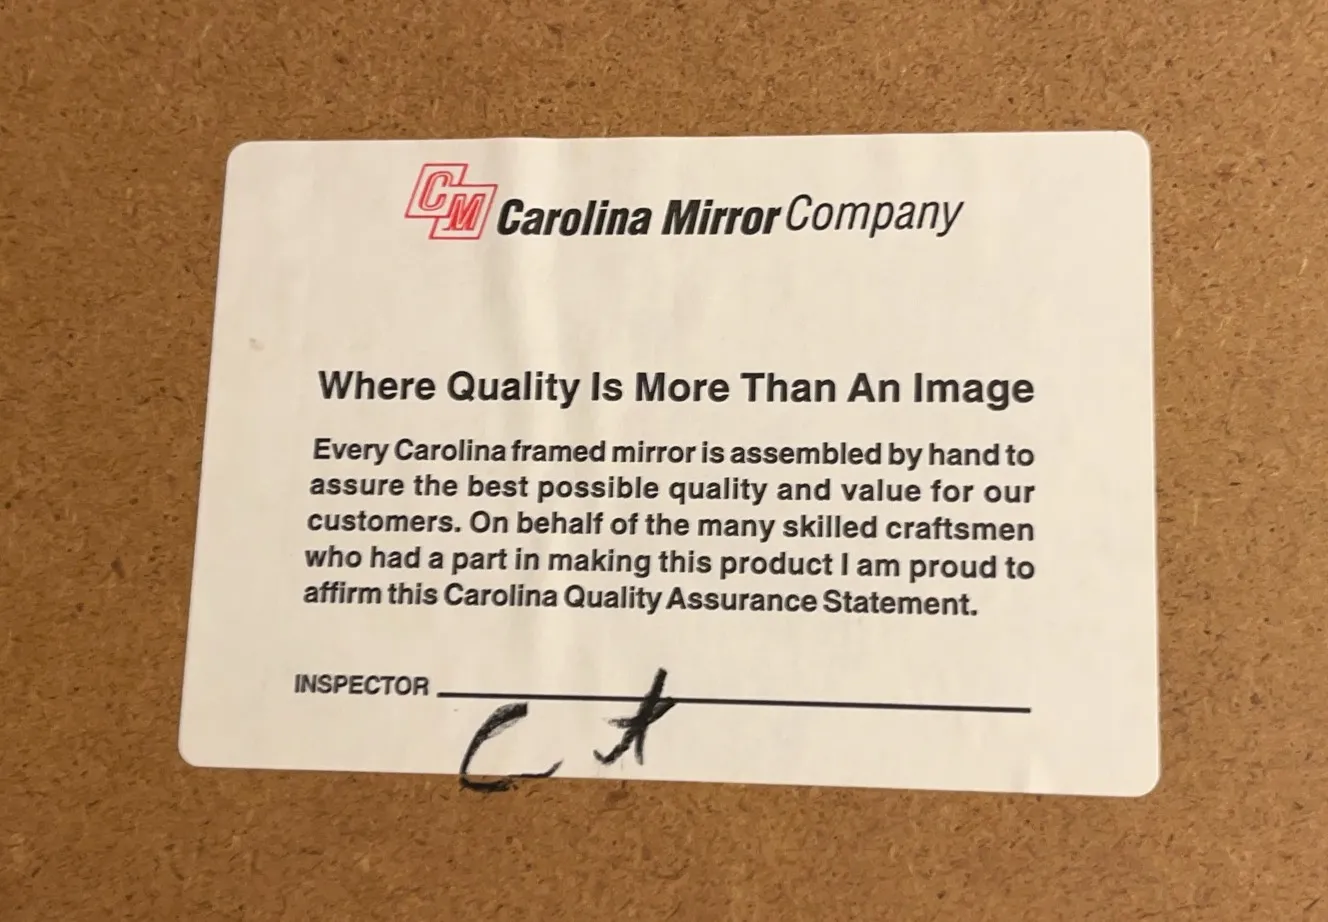 CM Carolina Mirror Company
Where Quality Is More Than An Image
Every Carolina framed mirror is assembled by hand to
assure the best possible quality and value for our
customers. On behalf of the many skilled craftsmen
who had a part in making this product I am proud to
affirm this Carolina Quality Assurance Statement.
INSPECTOR